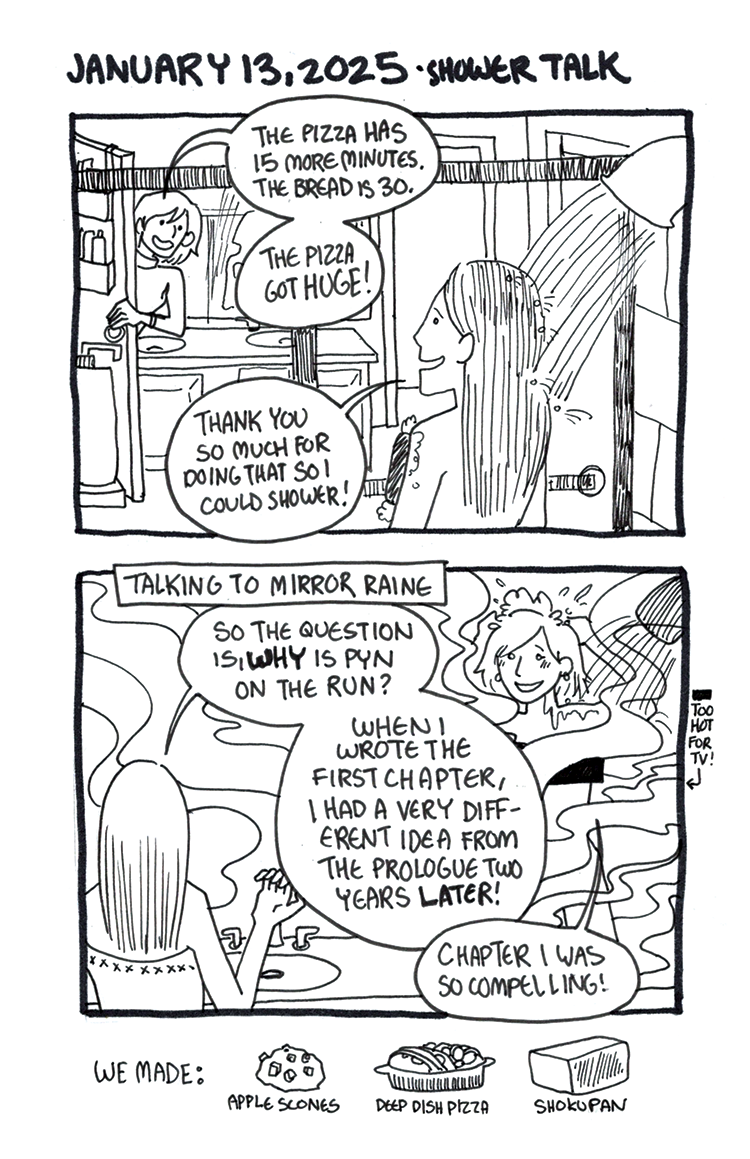 JANUARY 13, 2025 · SHOWER TALK
THE PIZZA HAS
15 MORE MINUTES.
THE BREAD IS 30.
THE PIZZA
GOT HUGE!
THANK YOU
SO MUCH FOR
DOING THAT SO I
COULD SHOWER!
TALKING TO MIRROR RAINE
SO THE QUESTION
IS, WHY IS PYN
ON THE RUN?
WHEN I
WROTE THE
FIRST CHAPTER,
I HAD A VERY DIFF-
ERENT IDEA FROM
THE PROLOGUE TWO
YEARS LATER!
TOO
HOT
FOR
TV!
CHAPTER 1 WAS
SO COMPELLING!
WE MADE:
APPLE SCONES
DEEP DISH PIZZA
SHOKUPAN